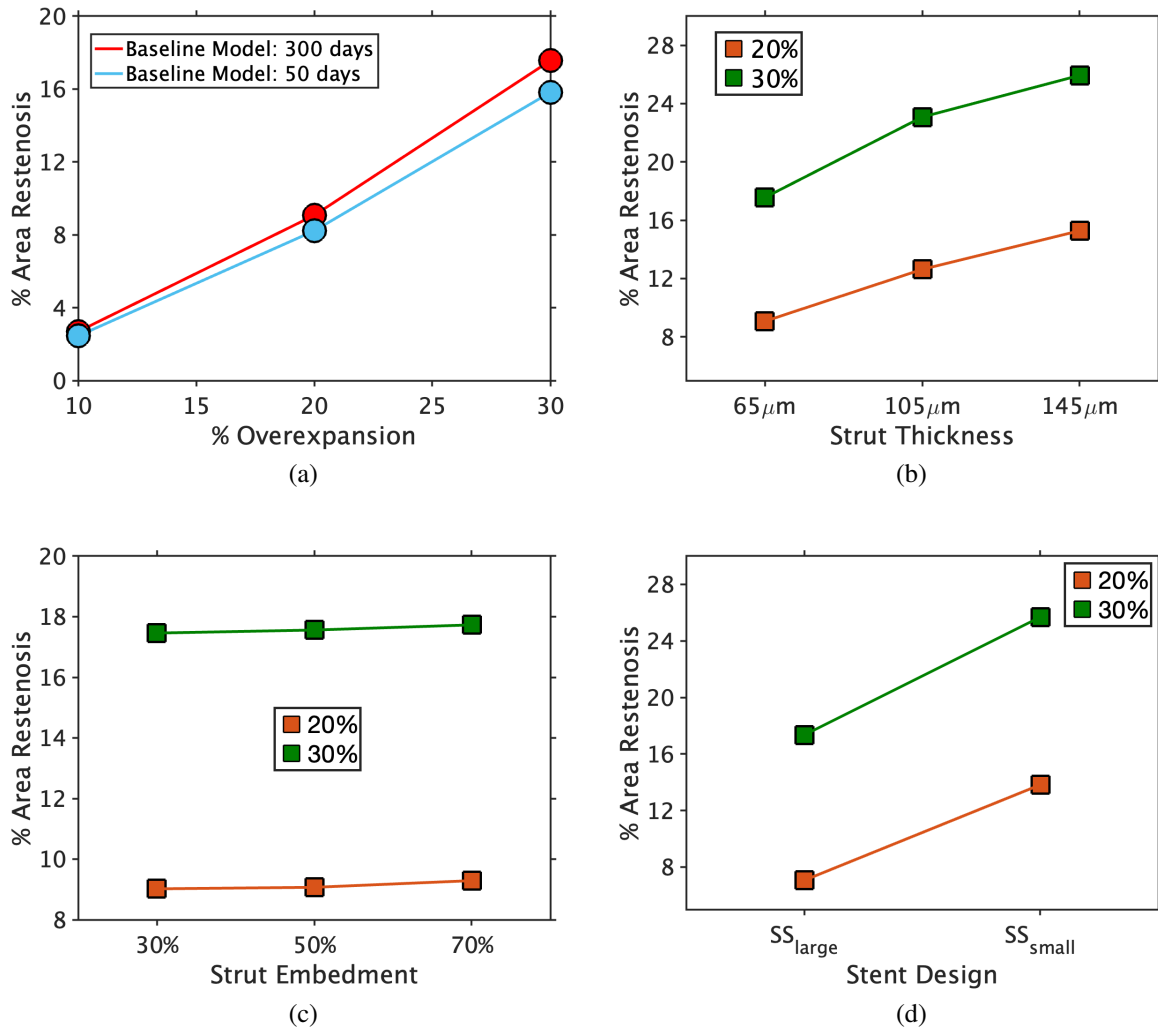 20
16
12
8
4
0
% Area Restenosis
Baseline Model: 300 days
Baseline Model: 50 days
10 15 20 25 30
% Overexpansion
(a)
28
24
20
16
12
8
% Area Restenosis
20%
30%
65μm 105μm 145μm
Strut Thickness
(b)
20
18
16
14
12
10
8
% Area Restenosis
20%
30%
30% 50% 70%
Strut Embedment
(c)
28
24
20
16
12
8
% Area Restenosis
20%
30%
SSlarge SSsmall
Stent Design
(d)